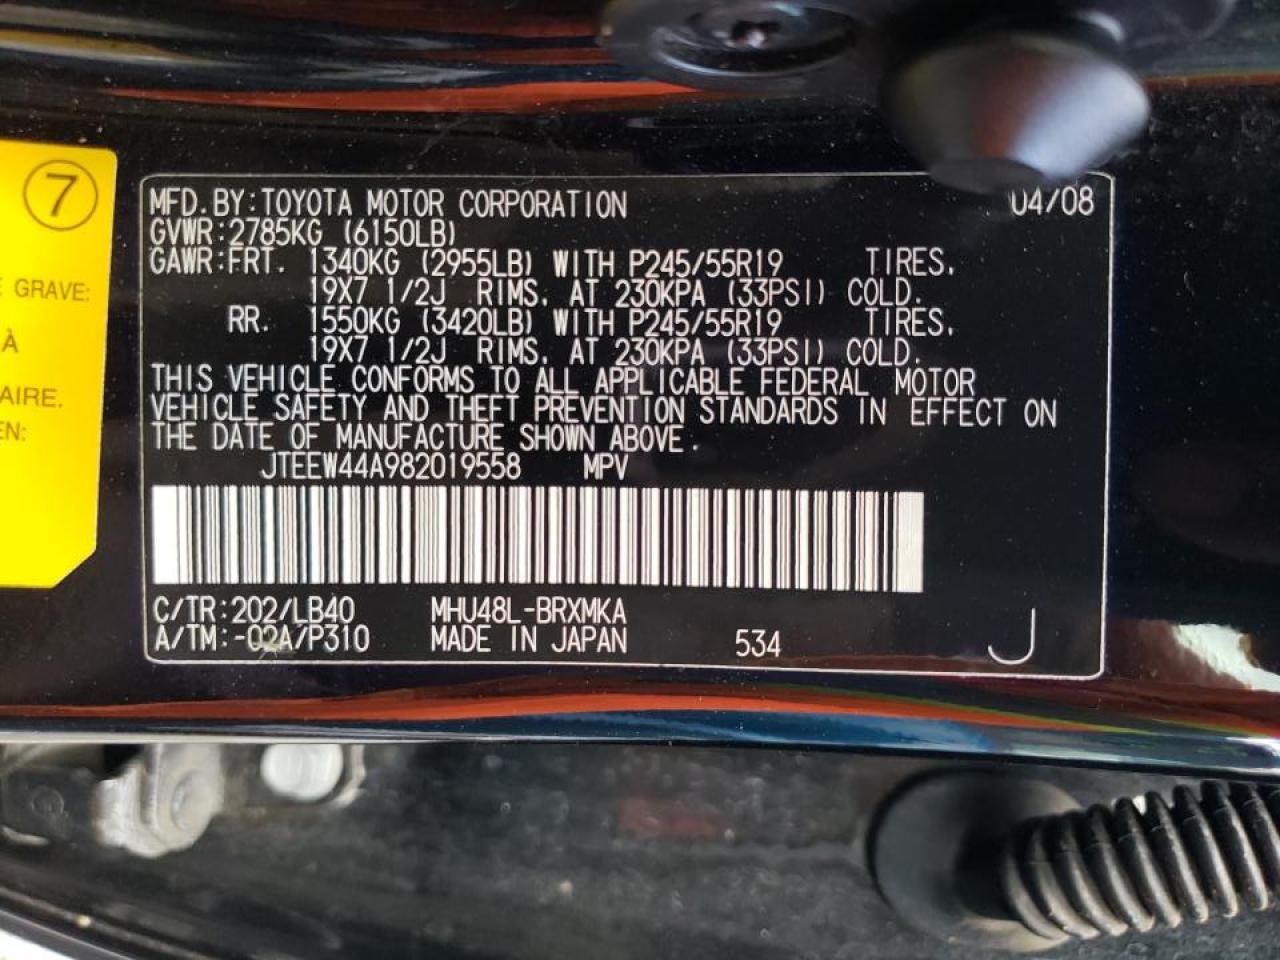 7
GRAVE:
À
AIRE.
EN:
MFD. BY: TOYOTA MOTOR CORPORATION 04/08
GVWR: 2785KG (6150LB)
GAWR: FRT. 1340KG (2955LB) WITH P245/55R19 TIRES.
19X7 1/2J RIMS. AT 230KPA (33PSI) COLD.
RR. 1550KG (3420LB) WITH P245/55R19 TIRES.
19X7 1/2J RIMS. AT 230KPA (33PSI) COLD.
THIS VEHICLE CONFORMS TO ALL APPLICABLE FEDERAL MOTOR
VEHICLE SAFETY AND THEFT PREVENTION STANDARDS IN EFFECT ON
THE DATE OF MANUFACTURE SHOWN ABOVE.
JTEEW44A982019558 MPV
C/TR: 202/LB40 MHU48L-BRXMKA
A/TM: -02A/P310 MADE IN JAPAN 534 J